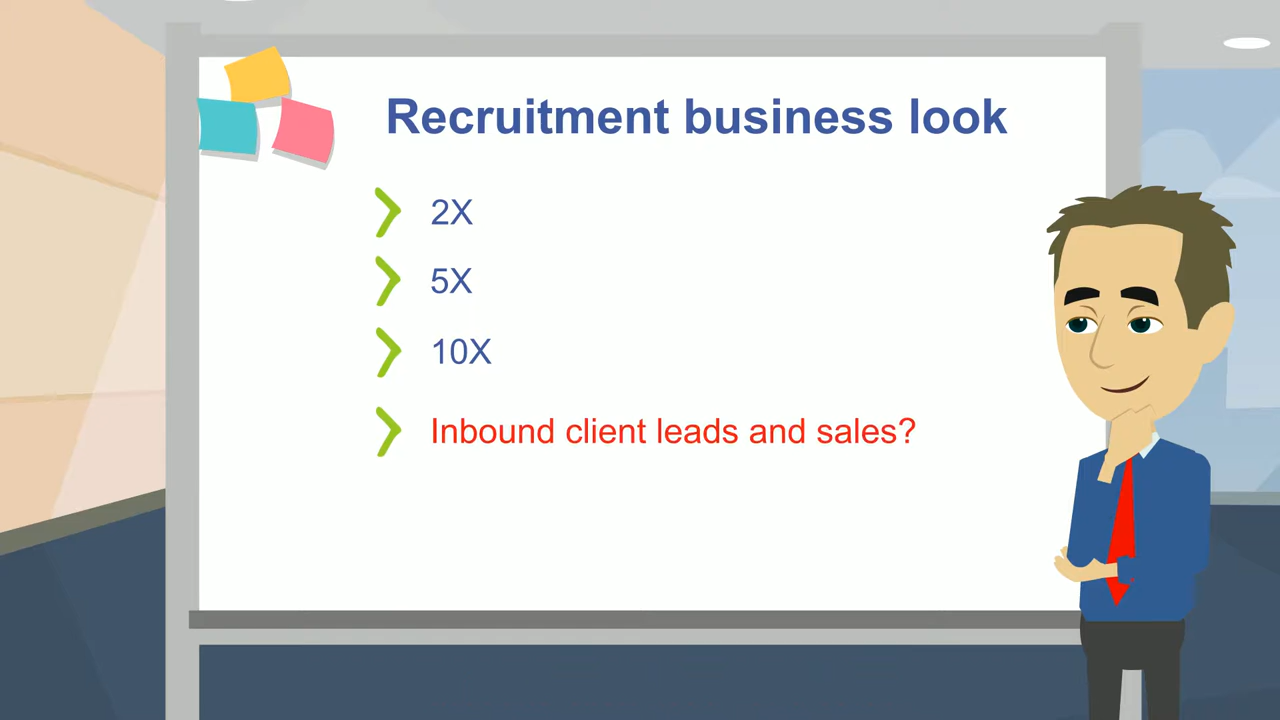 Recruitment business look
2X
5X
10X
Inbound client leads and sales?